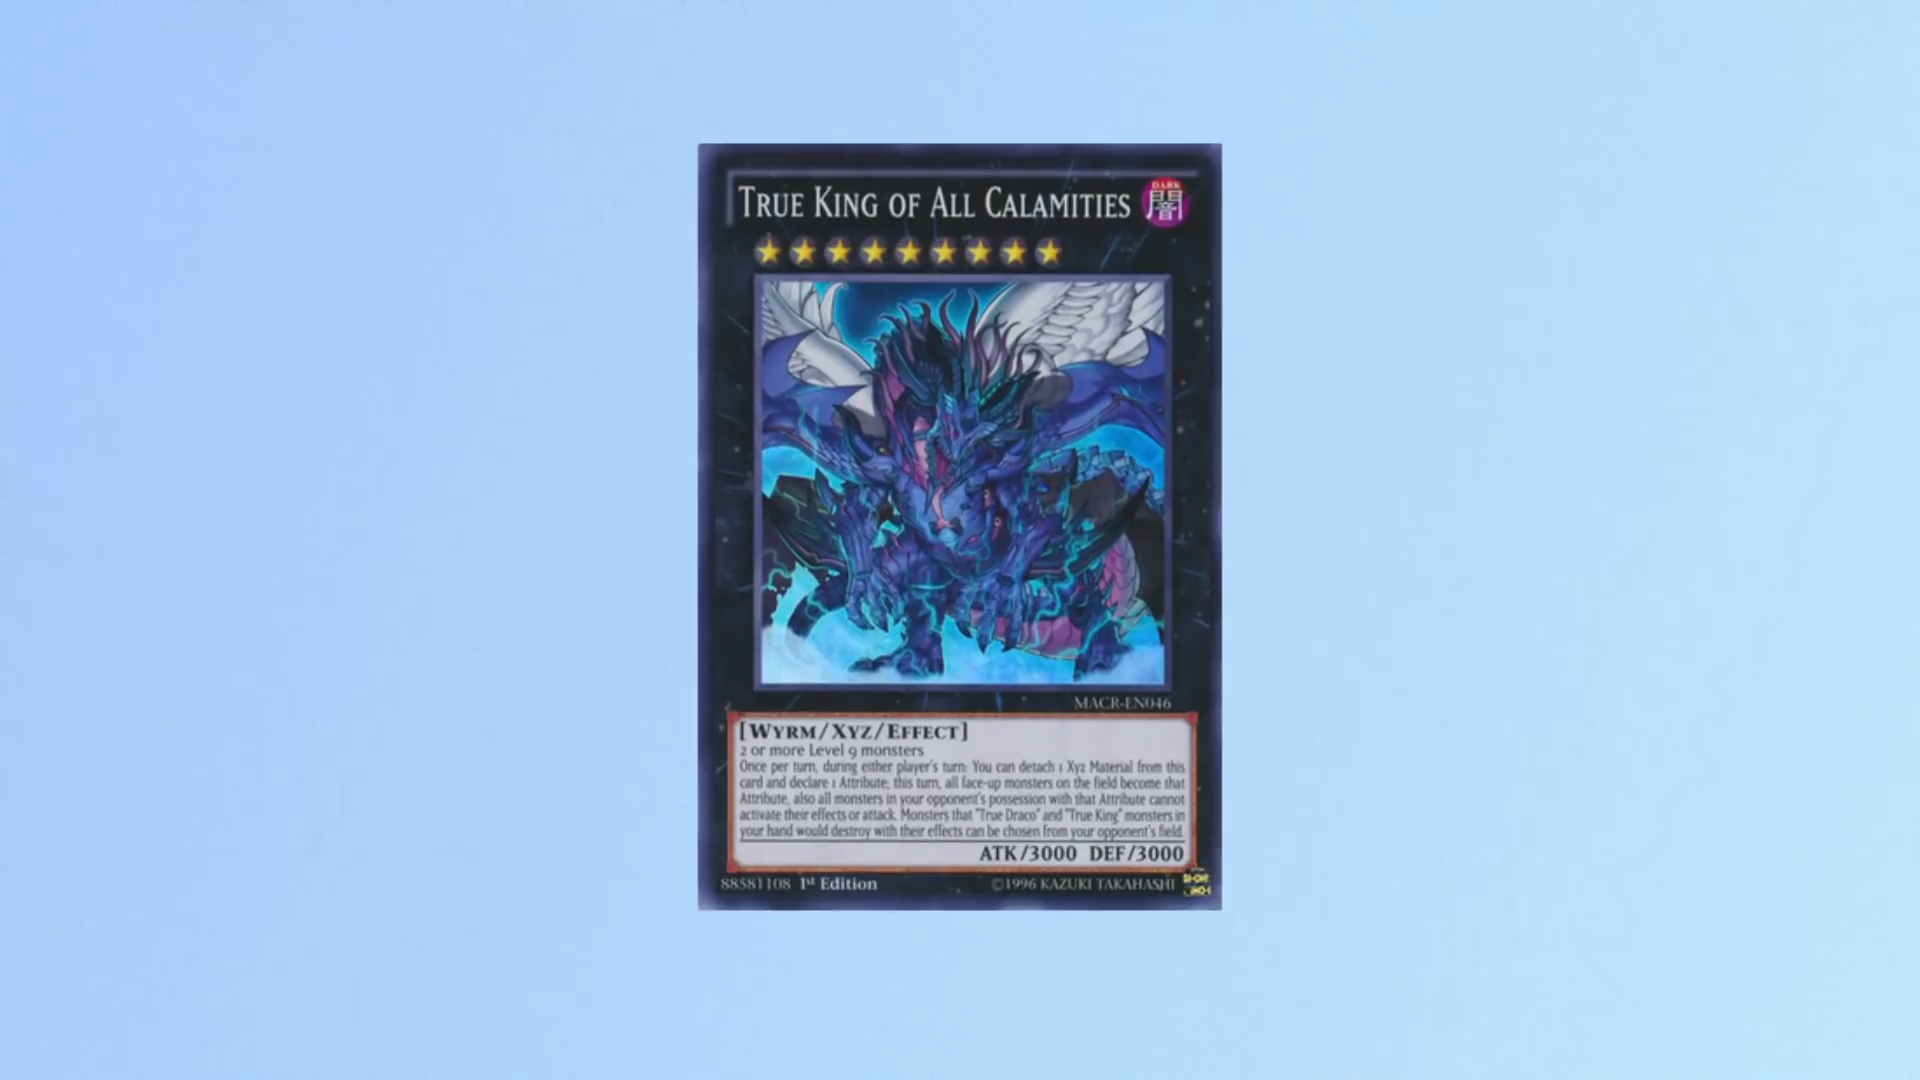 TRUE KING OF ALL CALAMITIES
DARK
闇
MACR-EN046
[WYRM/XYZ/EFFECT]
2 or more Level 9 monsters
Once per turn, during either player's turn: You can detach 1 Xyz Material from this
card and declare 1 Attribute; this turn, all face-up monsters on the field become that
Attribute, also all monsters in your opponent's possession with that Attribute cannot
activate their effects or attack. Monsters that "True Draco" and "True King" monsters in
your hand would destroy with their effects can be chosen from your opponent's field.
ATK/3000 DEF/3000
88581108 1st Edition
©1996 KAZUKI TAKAHASHI